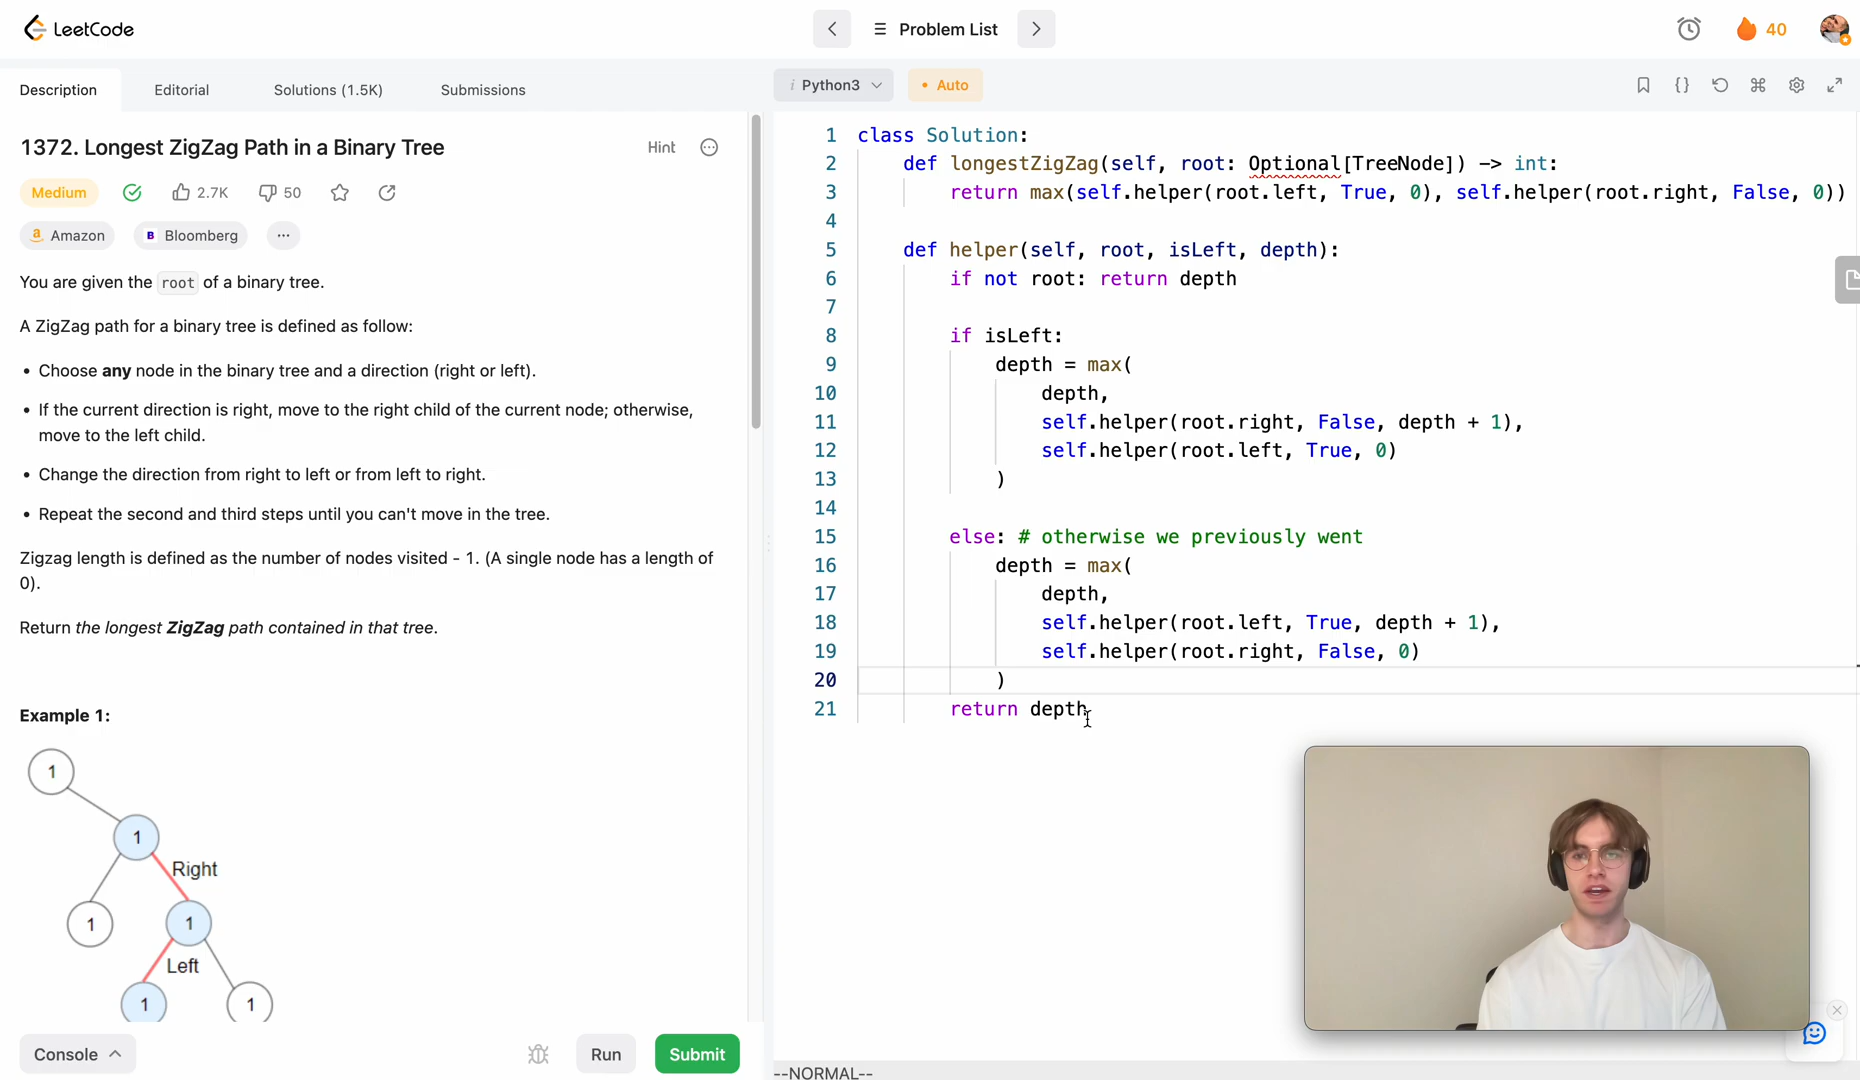 LeetCode
Problem List
40
Description
Editorial
Solutions (1.5K)
Submissions
1372. Longest ZigZag Path in a Binary Tree
Hint
Medium
2.7K
50
Amazon
Bloomberg
...
You are given the root of a binary tree.
A ZigZag path for a binary tree is defined as follow:
• Choose any node in the binary tree and a direction (right or left).
• If the current direction is right, move to the right child of the current node; otherwise,
move to the left child.
• Change the direction from right to left or from left to right.
• Repeat the second and third steps until you can't move in the tree.
Zigzag length is defined as the number of nodes visited - 1. (A single node has a length of
0).
Return the longest ZigZag path contained in that tree.
Example 1:
1
1
Right
1
1
Left
1
1
Console
Run
Submit
i Python3
• Auto
{}
1 class Solution:
2 def longestZigZag(self, root: Optional[TreeNode]) -> int:
3 return max(self.helper(root.left, True, 0), self.helper(root.right, False, 0))
4
5 def helper(self, root, isLeft, depth):
6 if not root: return depth
7
8 if isLeft:
9 depth = max(
10 depth,
11 self.helper(root.right, False, depth + 1),
12 self.helper(root.left, True, 0)
13 )
14
15 else: # otherwise we previously went
16 depth = max(
17 depth,
18 self.helper(root.left, True, depth + 1),
19 self.helper(root.right, False, 0)
20 )
21 return depth
--NORMAL--